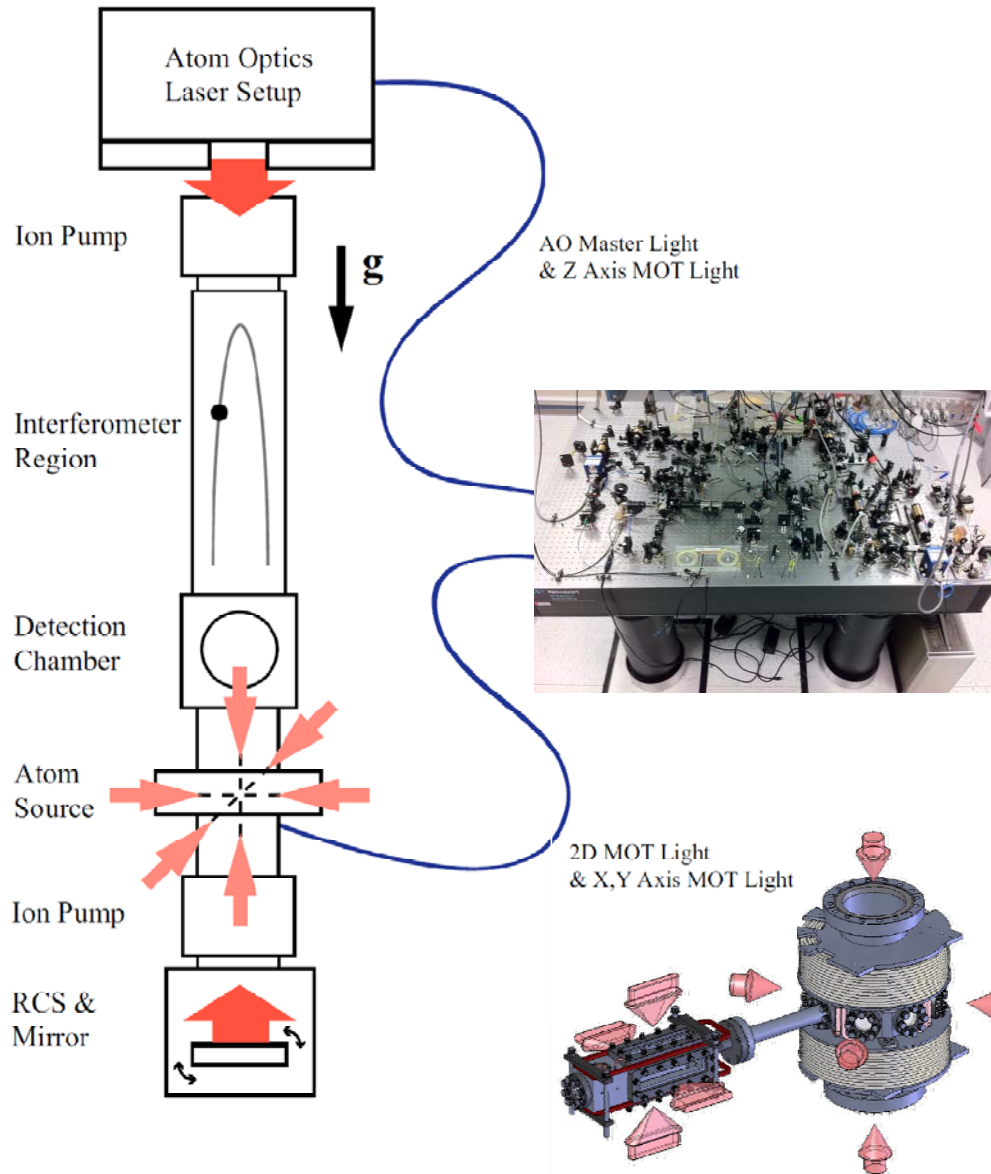 Atom Optics
Laser Setup
Ion Pump
g
AO Master Light
& Z Axis MOT Light
Interferometer
Region
Detection
Chamber
Atom
Source
2D MOT Light
& X,Y Axis MOT Light
Ion Pump
RCS &
Mirror
Newport